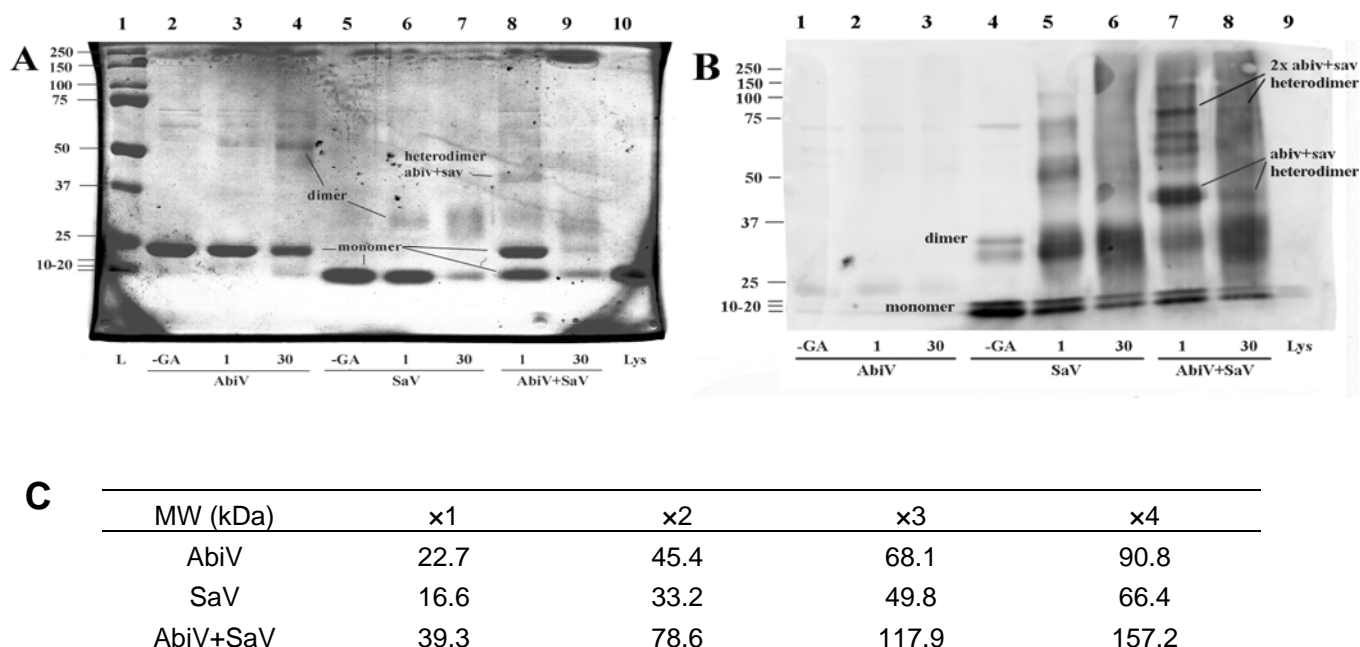 A
1 2 3 4 5 6 7 8 9 10
250
150
100
75
50
37
25
10-20
heterodimer
abiv+sav
dimer
monomer
L -GA 1 30 -GA 1 30 1 30 Lys
AbiV SaV AbiV+SaV
B
1 2 3 4 5 6 7 8 9
250
150
100
75
50
37
25
10-20
2x abiv+sav
heterodimer
abiv+sav
heterodimer
dimer
monomer
-GA 1 30 -GA 1 30 1 30 Lys
AbiV SaV AbiV+SaV
C
MW (kDa) ×1 ×2 ×3 ×4
AbiV 22.7 45.4 68.1 90.8
SaV 16.6 33.2 49.8 66.4
AbiV+SaV 39.3 78.6 117.9 157.2